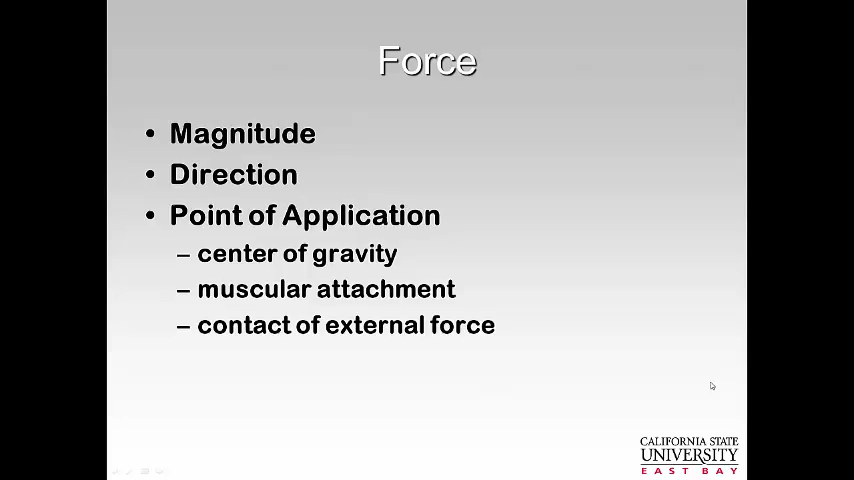 Force
• Magnitude
• Direction
• Point of Application
– center of gravity
– muscular attachment
– contact of external force
CALIFORNIA STATE
UNIVERSITY
EAST BAY